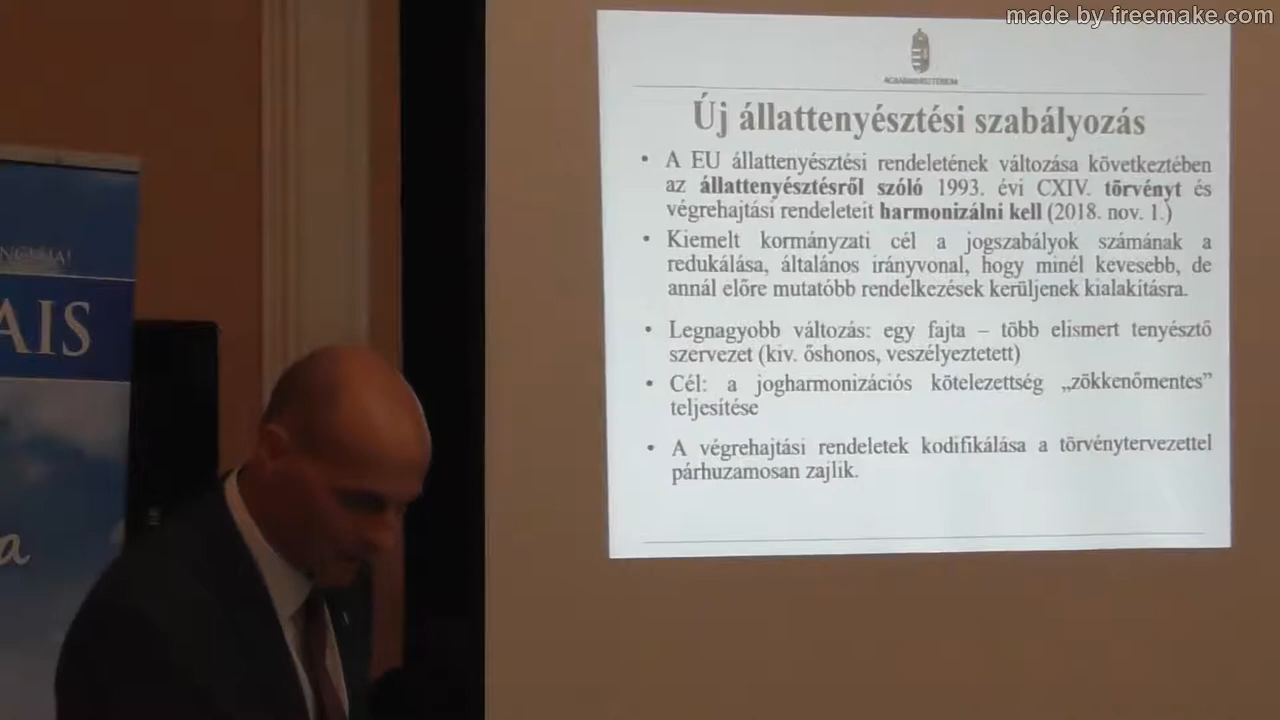 made by freemake.com
AGRÁRMINISZTÉRIUM
Új állattenyésztési szabályozás
• A EU állattenyésztési rendeletének változása következtében
az állattenyésztésről szóló 1993. évi CXIV. törvényt és
végrehajtási rendeleteit harmonizálni kell (2018. nov. 1.)
• Kiemelt kormányzati cél a jogszabályok számának a
redukálása, általános irányvonal, hogy minél kevesebb, de
annál előre mutatóbb rendelkezések kerüljenek kialakításra.
• Legnagyobb változás: egy fajta – több elismert tenyésztő
szervezet (kiv. őshonos, veszélyeztetett)
• Cél: a jogharmonizációs kötelezettség „zökkenőmentes”
teljesítése
• A végrehajtási rendeletek kodifikálása a törvénytervezettel
párhuzamosan zajlik.
AIS
a